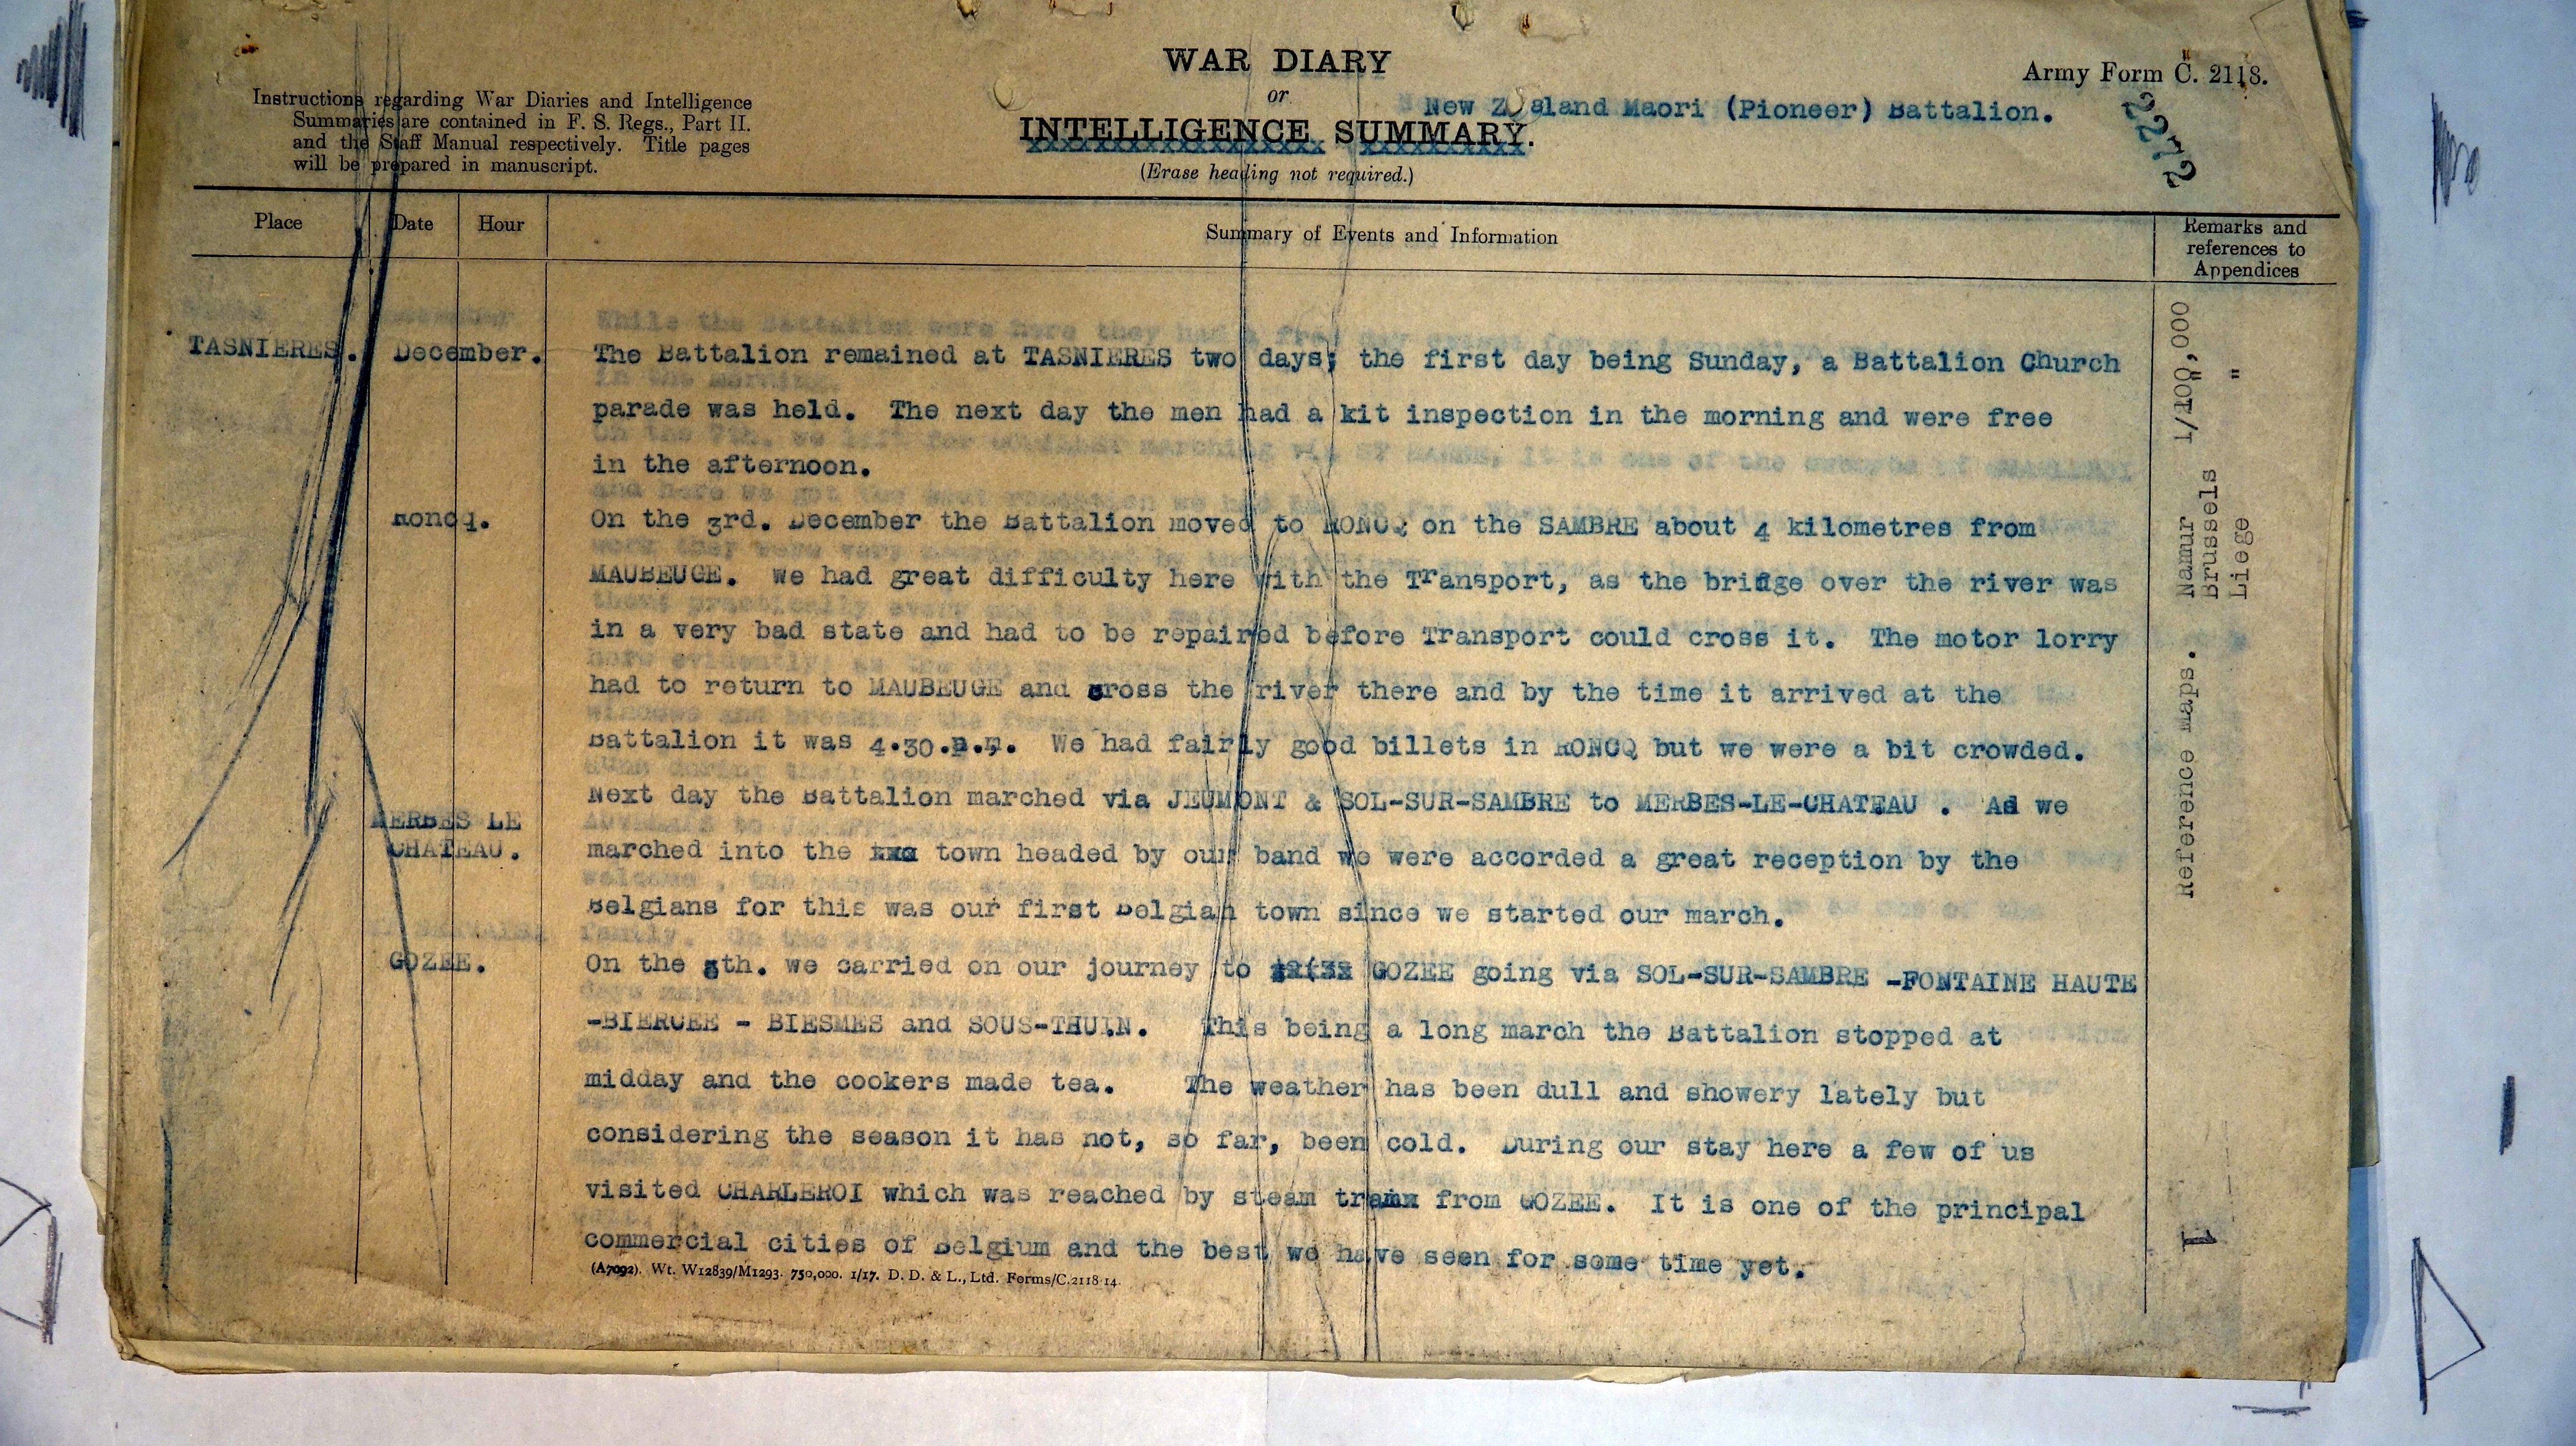 WAR DIARY
or
INTELLIGENCE SUMMARY.
(Erase heading not required.)
Instructions regarding War Diaries and Intelligence
Summaries are contained in F. S. Regs., Part II.
and the Staff Manual respectively. Title pages
will be prepared in manuscript.
New Zealand Maori (Pioneer) Battalion.
Army Form C. 2118.
Place
Date
Hour
Summary of Events and Information
Remarks and
references to
Appendices
TASNIERES. December. The Battalion remained at TASNIERES two days; the first day being Sunday, a Battalion Church
parade was held. The next day the men had a kit inspection in the morning and were free
in the afternoon.
Roncq. On the 3rd. December the Battalion moved to RONCQ on the SAMBRE about 4 kilometres from
MAUBEUGE. We had great difficulty here with the Transport, as the bridge over the river was
in a very bad state and had to be repaired before Transport could cross it. The motor lorry
had to return to MAUBEUGE and cross the river there and by the time it arrived at the
Battalion it was 4.30.p.m. We had fairly good billets in RONCQ but we were a bit crowded.
Next day the Battalion marched via JEUMONT & SOL-SUR-SAMBRE to MERBES-LE-CHATEAU . As we
MERBES LE
CHATEAU. marched into the town headed by our band we were accorded a great reception by the
Belgians for this was our first Belgian town since we started our march.
GOZEE. On the 5th. we carried on our journey to GOZEE going via SOL-SUR-SAMBRE -FONTAINE HAUTE
-BIERCEE - BIESMES and SOUS-THUIN. This being a long march the Battalion stopped at
midday and the cookers made tea. The weather has been dull and showery lately but
considering the season it has not, so far, been cold. During our stay here a few of us
visited CHARLEROI which was reached by steam tram from GOZEE. It is one of the principal
commercial cities of Belgium and the best we have seen for some time yet.
(A7092). Wt. W12839/M1293. 750,000. 1/17. D. D. & L., Ltd. Forms/C.2118/14.
Reference maps. Namur 1/100,000
Brussels "
Liege "
1